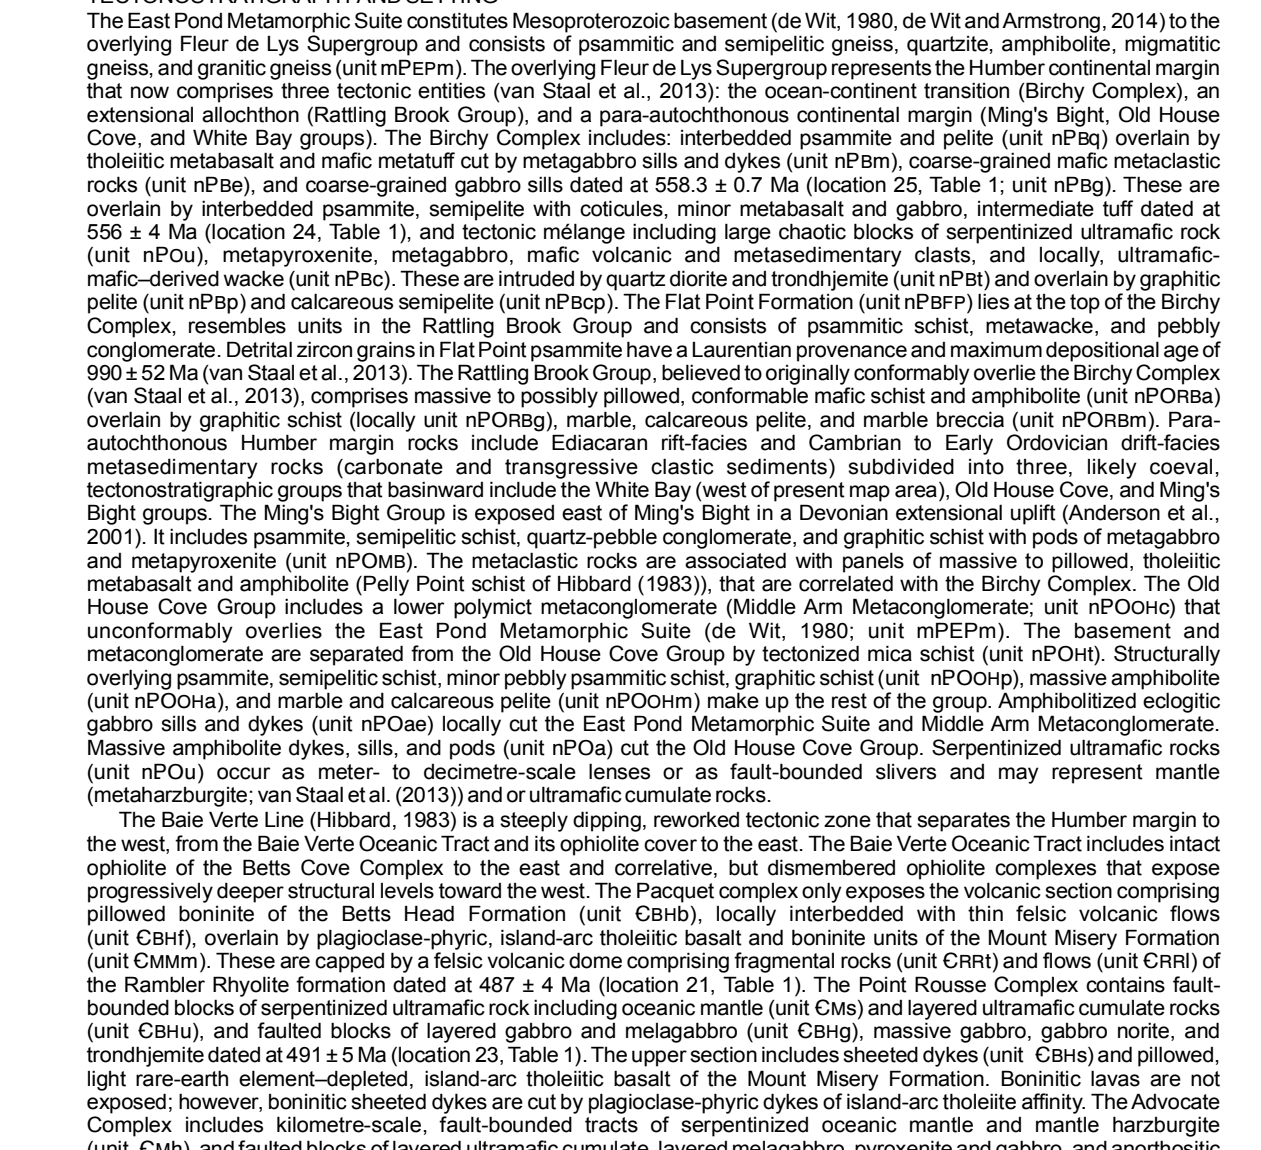 TECTONOSTRATIGRAPHY AND SETTING
The East Pond Metamorphic Suite constitutes Mesoproterozoic basement (de Wit, 1980, de Wit and Armstrong, 2014) to the
overlying Fleur de Lys Supergroup and consists of psammitic and semipelitic gneiss, quartzite, amphibolite, migmatitic
gneiss, and granitic gneiss (unit mPEPm). The overlying Fleur de Lys Supergroup represents the Humber continental margin
that now comprises three tectonic entities (van Staal et al., 2013): the ocean-continent transition (Birchy Complex), an
extensional allochthon (Rattling Brook Group), and a para-autochthonous continental margin (Ming's Bight, Old House
Cove, and White Bay groups). The Birchy Complex includes: interbedded psammite and pelite (unit nPBq) overlain by
tholeiitic metabasalt and mafic metatuff cut by metagabbro sills and dykes (unit nPBm), coarse-grained mafic metaclastic
rocks (unit nPBe), and coarse-grained gabbro sills dated at 558.3 ± 0.7 Ma (location 25, Table 1; unit nPBg). These are
overlain by interbedded psammite, semipelite with coticules, minor metabasalt and gabbro, intermediate tuff dated at
556 ± 4 Ma (location 24, Table 1), and tectonic mélange including large chaotic blocks of serpentinized ultramafic rock
(unit nPOu), metapyroxenite, metagabbro, mafic volcanic and metasedimentary clasts, and locally, ultramafic-
mafic–derived wacke (unit nPBc). These are intruded by quartz diorite and trondhjemite (unit nPBt) and overlain by graphitic
pelite (unit nPBp) and calcareous semipelite (unit nPBcp). The Flat Point Formation (unit nPBFP) lies at the top of the Birchy
Complex, resembles units in the Rattling Brook Group and consists of psammitic schist, metawacke, and pebbly
conglomerate. Detrital zircon grains in Flat Point psammite have a Laurentian provenance and maximum depositional age of
990 ± 52 Ma (van Staal et al., 2013). The Rattling Brook Group, believed to originally conformably overlie the Birchy Complex
(van Staal et al., 2013), comprises massive to possibly pillowed, conformable mafic schist and amphibolite (unit nPORBa)
overlain by graphitic schist (locally unit nPORBg), marble, calcareous pelite, and marble breccia (unit nPORBm). Para-
autochthonous Humber margin rocks include Ediacaran rift-facies and Cambrian to Early Ordovician drift-facies
metasedimentary rocks (carbonate and transgressive clastic sediments) subdivided into three, likely coeval,
tectonostratigraphic groups that basinward include the White Bay (west of present map area), Old House Cove, and Ming's
Bight groups. The Ming's Bight Group is exposed east of Ming's Bight in a Devonian extensional uplift (Anderson et al.,
2001). It includes psammite, semipelitic schist, quartz-pebble conglomerate, and graphitic schist with pods of metagabbro
and metapyroxenite (unit nPOMB). The metaclastic rocks are associated with panels of massive to pillowed, tholeiitic
metabasalt and amphibolite (Pelly Point schist of Hibbard (1983)), that are correlated with the Birchy Complex. The Old
House Cove Group includes a lower polymict metaconglomerate (Middle Arm Metaconglomerate; unit nPOOHc) that
unconformably overlies the East Pond Metamorphic Suite (de Wit, 1980; unit mPEPm). The basement and
metaconglomerate are separated from the Old House Cove Group by tectonized mica schist (unit nPOHt). Structurally
overlying psammite, semipelitic schist, minor pebbly psammitic schist, graphitic schist (unit nPOOHp), massive amphibolite
(unit nPOOHa), and marble and calcareous pelite (unit nPOOHm) make up the rest of the group. Amphibolitized eclogitic
gabbro sills and dykes (unit nPOae) locally cut the East Pond Metamorphic Suite and Middle Arm Metaconglomerate.
Massive amphibolite dykes, sills, and pods (unit nPOa) cut the Old House Cove Group. Serpentinized ultramafic rocks
(unit nPOu) occur as meter- to decimetre-scale lenses or as fault-bounded slivers and may represent mantle
(metaharzburgite; van Staal et al. (2013)) and or ultramafic cumulate rocks.
The Baie Verte Line (Hibbard, 1983) is a steeply dipping, reworked tectonic zone that separates the Humber margin to
the west, from the Baie Verte Oceanic Tract and its ophiolite cover to the east. The Baie Verte Oceanic Tract includes intact
ophiolite of the Betts Cove Complex to the east and correlative, but dismembered ophiolite complexes that expose
progressively deeper structural levels toward the west. The Pacquet complex only exposes the volcanic section comprising
pillowed boninite of the Betts Head Formation (unit ЄBHb), locally interbedded with thin felsic volcanic flows
(unit ЄBHf), overlain by plagioclase-phyric, island-arc tholeiitic basalt and boninite units of the Mount Misery Formation
(unit ЄMMm). These are capped by a felsic volcanic dome comprising fragmental rocks (unit ЄRRt) and flows (unit ЄRRl) of
the Rambler Rhyolite formation dated at 487 ± 4 Ma (location 21, Table 1). The Point Rousse Complex contains fault-
bounded blocks of serpentinized ultramafic rock including oceanic mantle (unit ЄMs) and layered ultramafic cumulate rocks
(unit ЄBHu), and faulted blocks of layered gabbro and melagabbro (unit ЄBHg), massive gabbro, gabbro norite, and
trondhjemite dated at 491 ± 5 Ma (location 23, Table 1). The upper section includes sheeted dykes (unit ЄBHs) and pillowed,
light rare-earth element–depleted, island-arc tholeiitic basalt of the Mount Misery Formation. Boninitic lavas are not
exposed; however, boninitic sheeted dykes are cut by plagioclase-phyric dykes of island-arc tholeiite affinity. The Advocate
Complex includes kilometre-scale, fault-bounded tracts of serpentinized oceanic mantle and mantle harzburgite
(unit ЄMh), and faulted blocks of layered ultramafic cumulate, layered melagabbro, pyroxenite and gabbro, and anorthositic